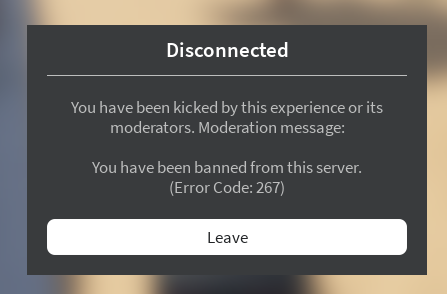 Disconnected
You have been kicked by this experience or its
moderators. Moderation message:
You have been banned from this server.
(Error Code: 267)
Leave